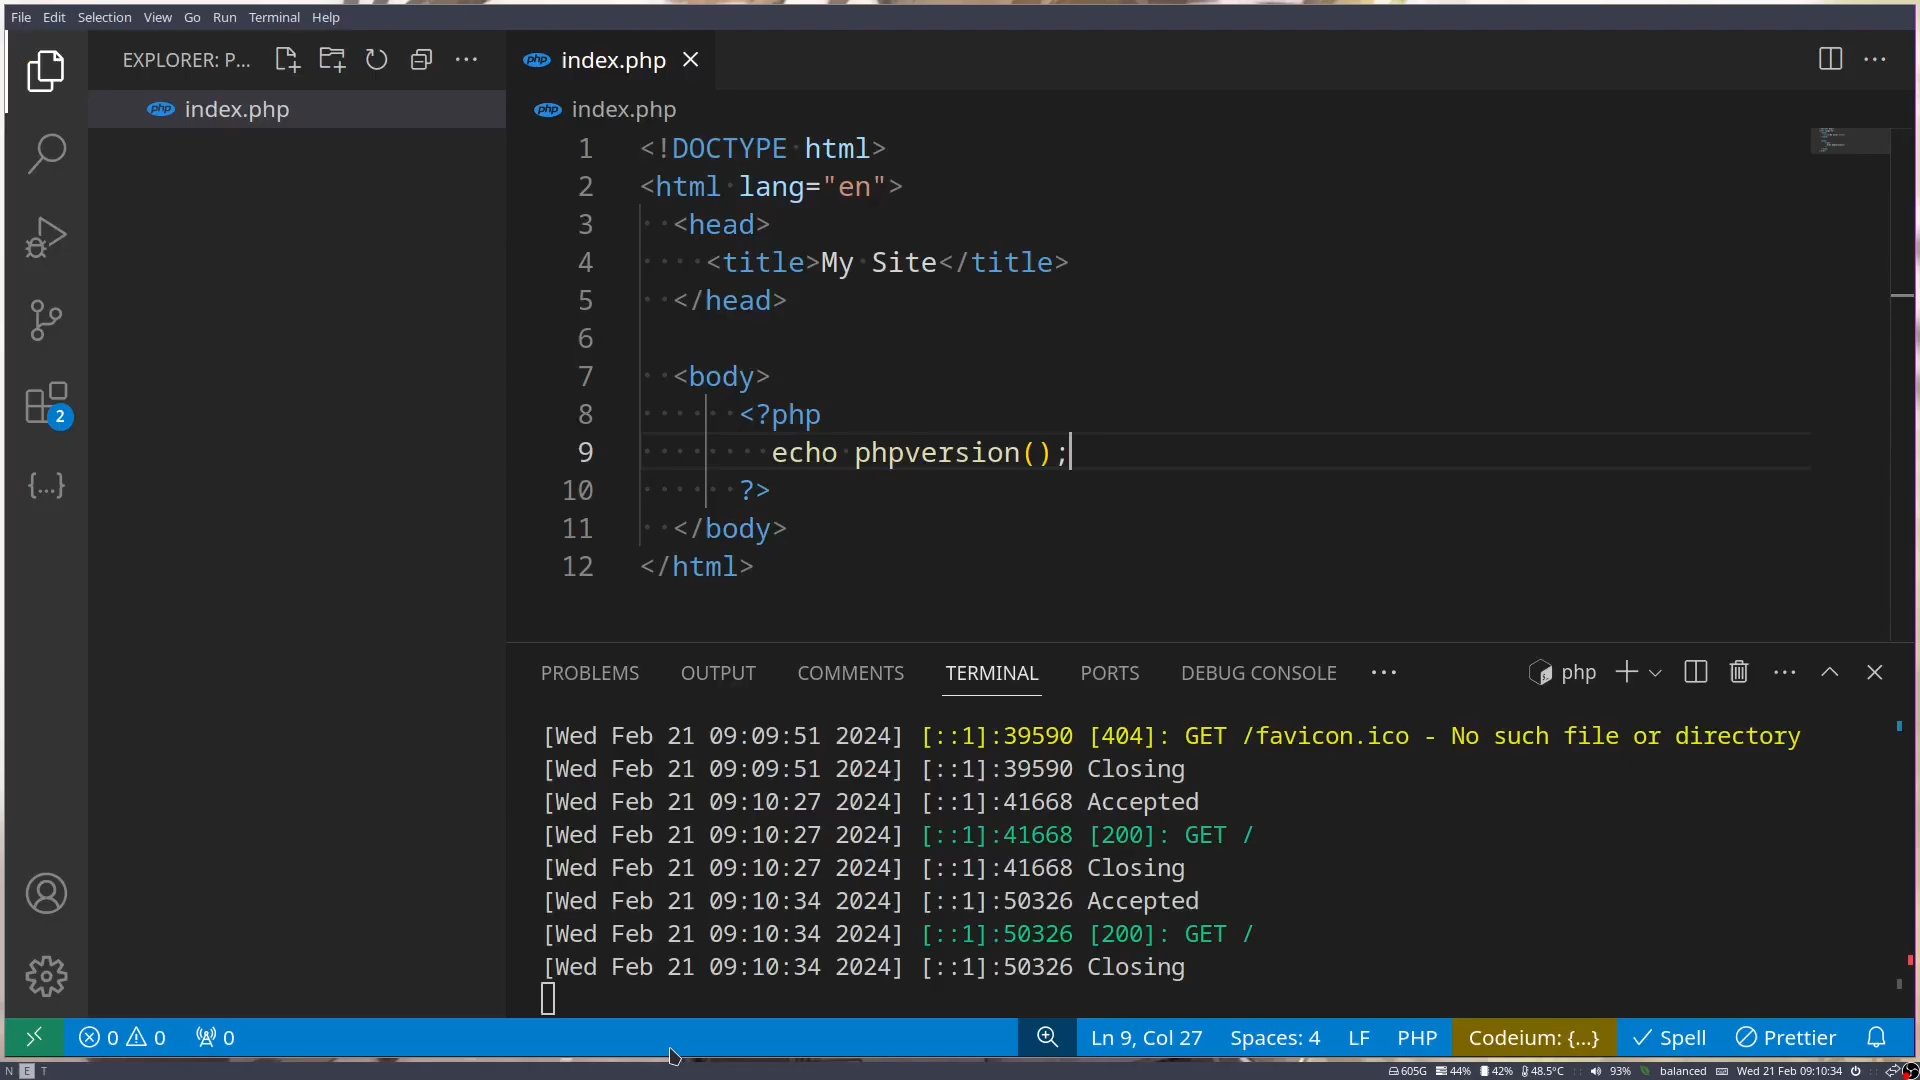 File Edit Selection View Go Run Terminal Help
EXPLORER: P...
index.php
php index.php
php index.php
php index.php
1 <!DOCTYPE html>
2 <html lang="en">
3 <head>
4 <title>My Site</title>
5 </head>
6
7 <body>
8 <?php
9 echo phpversion();
10 ?>
11 </body>
12 </html>
2
{...}
PROBLEMS OUTPUT COMMENTS TERMINAL PORTS DEBUG CONSOLE ... php
[Wed Feb 21 09:09:51 2024] [::1]:39590 [404]: GET /favicon.ico - No such file or directory
[Wed Feb 21 09:09:51 2024] [::1]:39590 Closing
[Wed Feb 21 09:10:27 2024] [::1]:41668 Accepted
[Wed Feb 21 09:10:27 2024] [::1]:41668 [200]: GET /
[Wed Feb 21 09:10:27 2024] [::1]:41668 Closing
[Wed Feb 21 09:10:34 2024] [::1]:50326 Accepted
[Wed Feb 21 09:10:34 2024] [::1]:50326 [200]: GET /
[Wed Feb 21 09:10:34 2024] [::1]:50326 Closing
0 0 0 Ln 9, Col 27 Spaces: 4 LF PHP Codeium: {...} Spell Prettier
N E T 605G 44% 42% 48.5°C 93% balanced Wed 21 Feb 09:10:34